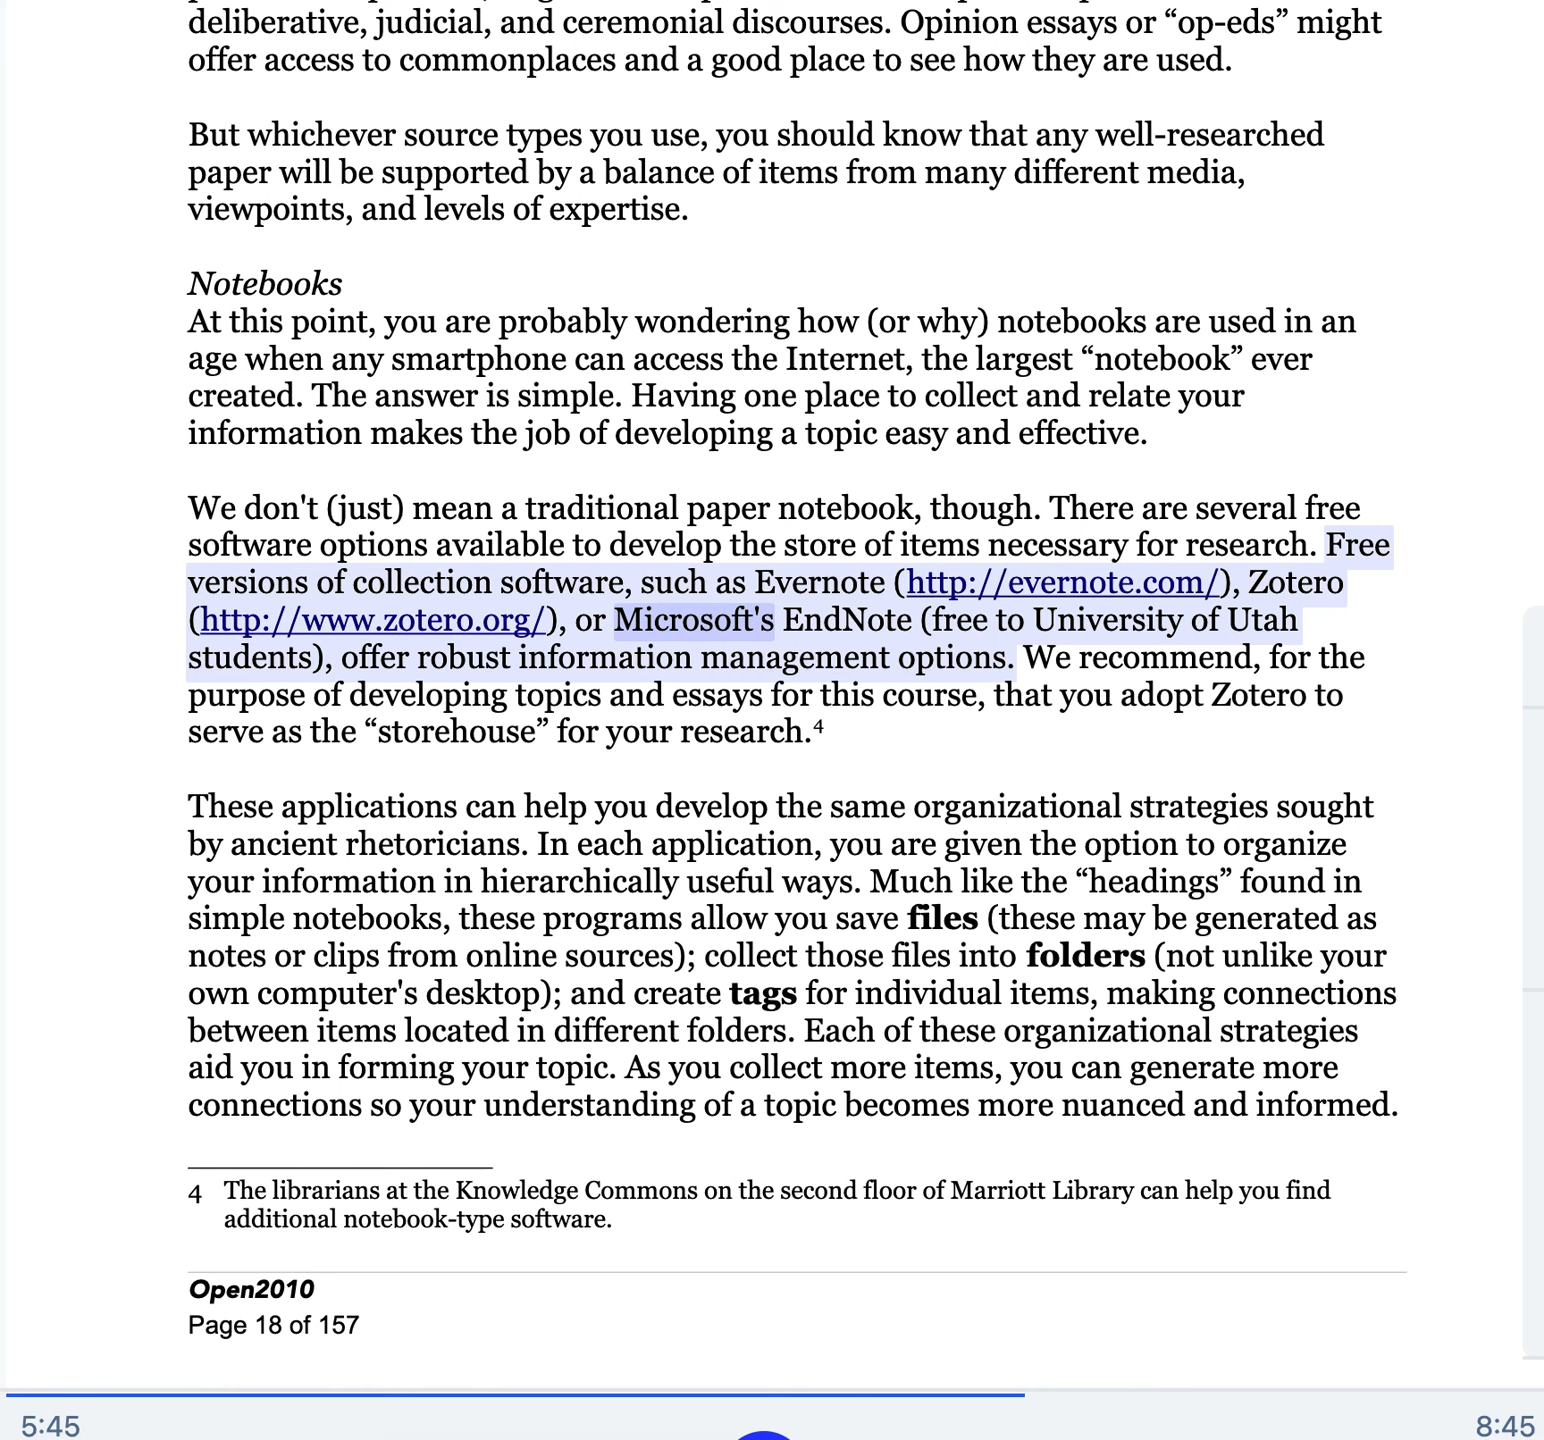 deliberative, judicial, and ceremonial discourses. Opinion essays or “op-eds” might
offer access to commonplaces and a good place to see how they are used.
But whichever source types you use, you should know that any well-researched
paper will be supported by a balance of items from many different media,
viewpoints, and levels of expertise.
Notebooks
At this point, you are probably wondering how (or why) notebooks are used in an
age when any smartphone can access the Internet, the largest “notebook” ever
created. The answer is simple. Having one place to collect and relate your
information makes the job of developing a topic easy and effective.
We don't (just) mean a traditional paper notebook, though. There are several free
software options available to develop the store of items necessary for research. Free
versions of collection software, such as Evernote (http://evernote.com/), Zotero
(http://www.zotero.org/), or Microsoft's EndNote (free to University of Utah
students), offer robust information management options. We recommend, for the
purpose of developing topics and essays for this course, that you adopt Zotero to
serve as the “storehouse” for your research.4
These applications can help you develop the same organizational strategies sought
by ancient rhetoricians. In each application, you are given the option to organize
your information in hierarchically useful ways. Much like the “headings” found in
simple notebooks, these programs allow you save files (these may be generated as
notes or clips from online sources); collect those files into folders (not unlike your
own computer's desktop); and create tags for individual items, making connections
between items located in different folders. Each of these organizational strategies
aid you in forming your topic. As you collect more items, you can generate more
connections so your understanding of a topic becomes more nuanced and informed.
4 The librarians at the Knowledge Commons on the second floor of Marriott Library can help you find
additional notebook-type software.
Open2010
Page 18 of 157
5:45 8:45